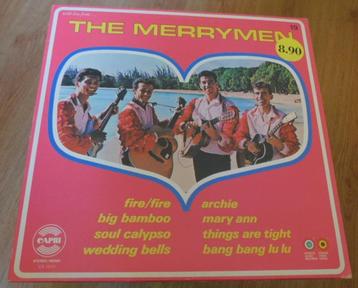 THE MERRYMEN
19
8.90
fire/fire
big bamboo
soul calypso
wedding bells
archie
mary ann
things are tight
bang bang lu lu
CAPRI